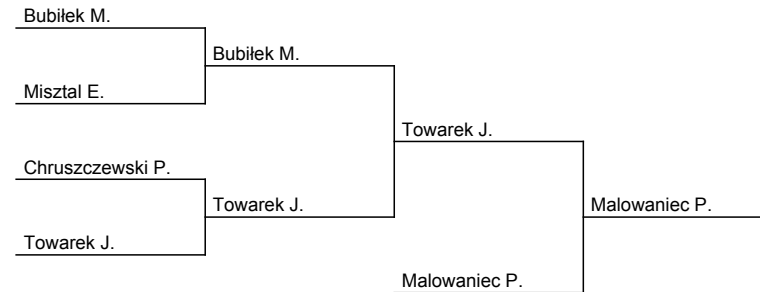 Bubiłek M.
Bubiłek M.
Misztal E.
Towarek J.
Chruszczewski P.
Towarek J.
Malowaniec P.
Towarek J.
Malowaniec P.